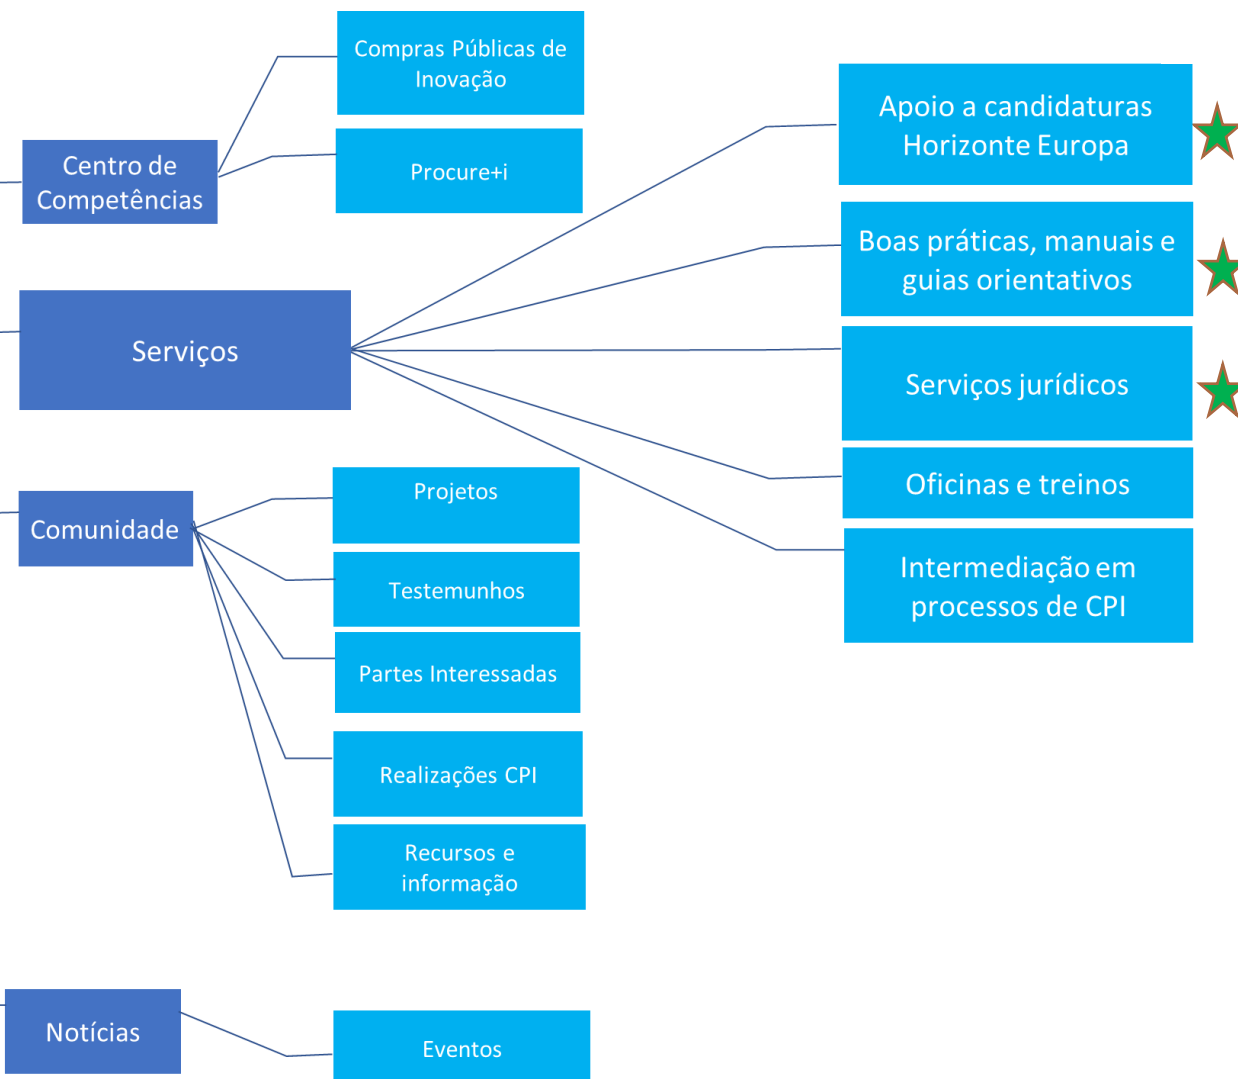 Centro de
Competências
Compras Públicas de
Inovação
Procure+i
Serviços
Apoio a candidaturas
Horizonte Europa
Boas práticas, manuais e
guias orientativos
Serviços jurídicos
Oficinas e treinos
Intermediação em
processos de CPI
Comunidade
Projetos
Testemunhos
Partes Interessadas
Realizações CPI
Recursos e
informação
Notícias
Eventos